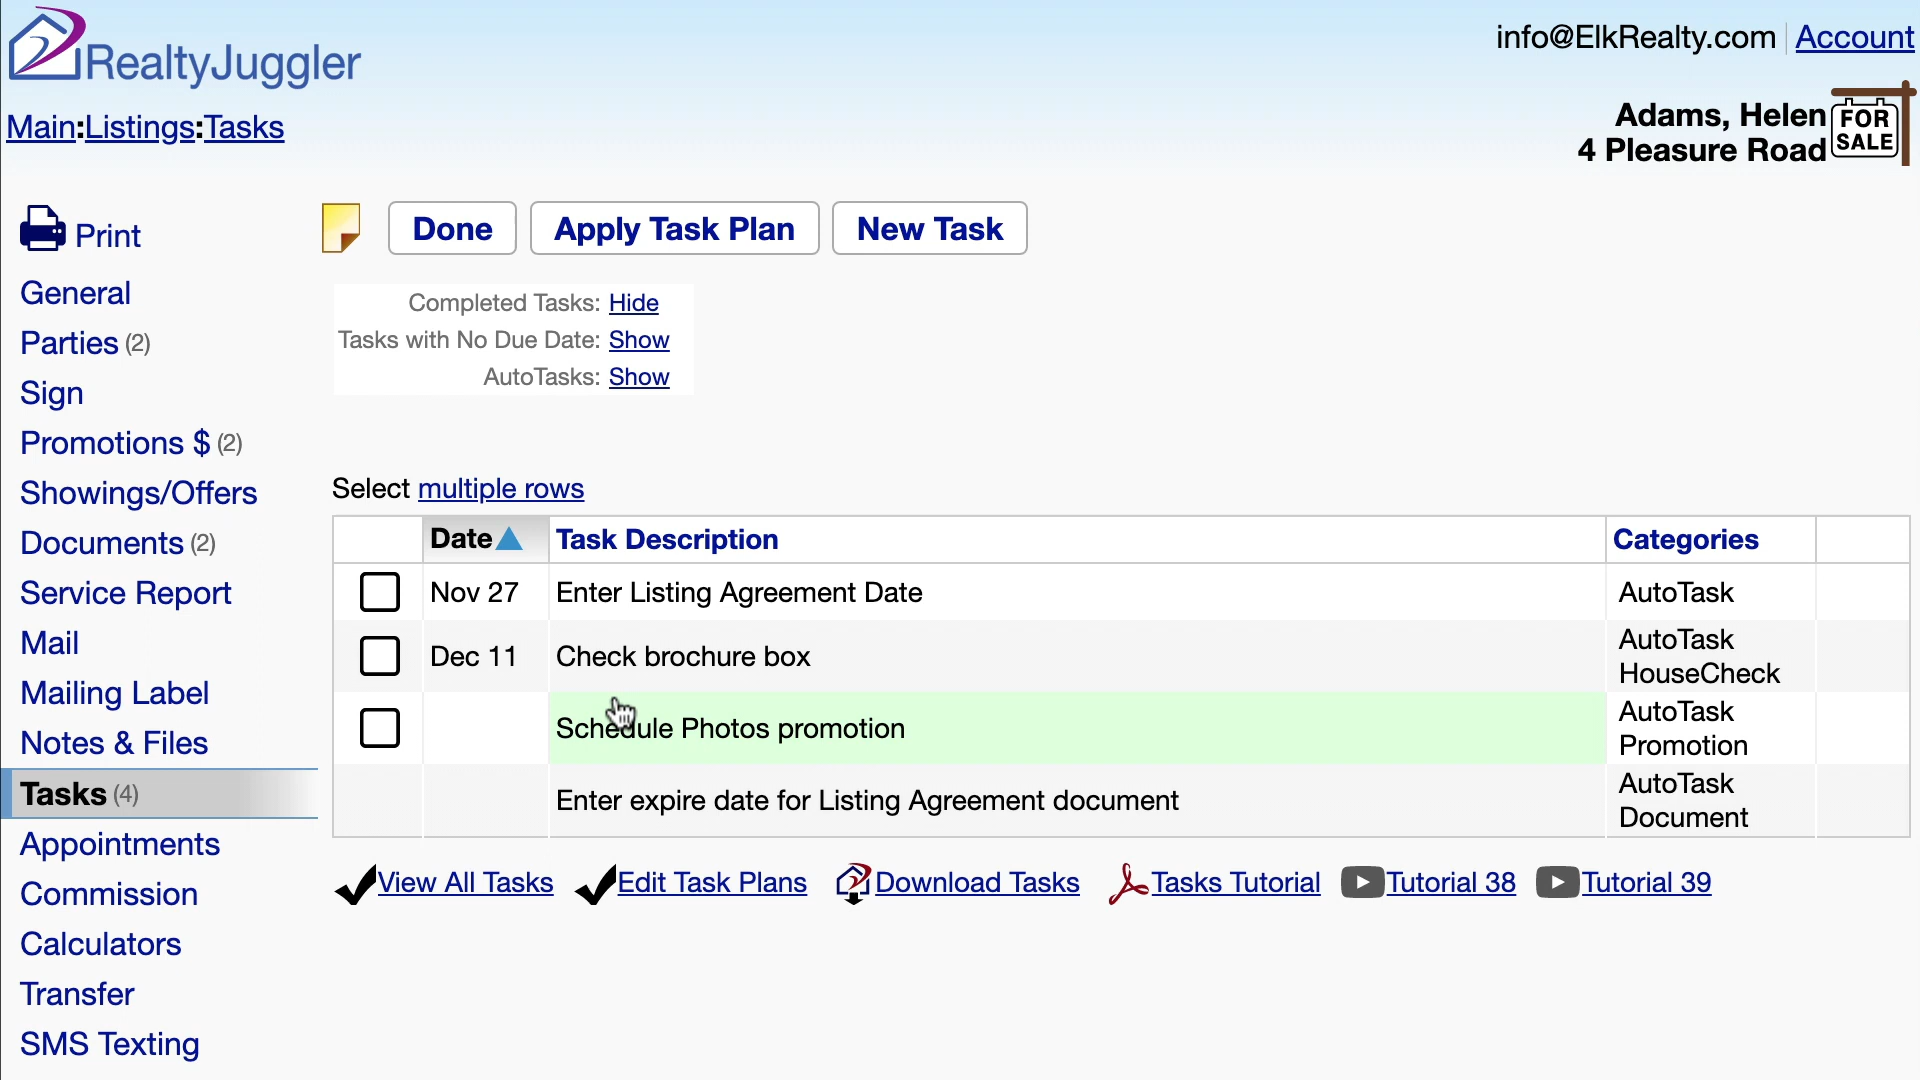 RealtyJuggler
info@ElkRealty.com Account
Main:Listings:Tasks
Adams, Helen
4 Pleasure Road
FOR
SALE
Print
Done
Apply Task Plan
New Task
General
Parties (2)
Sign
Promotions $ (2)
Showings/Offers
Documents (2)
Service Report
Mail
Mailing Label
Notes & Files
Tasks (4)
Appointments
Commission
Calculators
Transfer
SMS Texting
Completed Tasks: Hide
Tasks with No Due Date: Show
AutoTasks: Show
Select multiple rows
Date Task Description Categories
Nov 27 Enter Listing Agreement Date AutoTask
Dec 11 Check brochure box AutoTask
HouseCheck
Schedule Photos promotion AutoTask
Promotion
Enter expire date for Listing Agreement document AutoTask
Document
View All Tasks Edit Task Plans Download Tasks Tasks Tutorial Tutorial 38 Tutorial 39